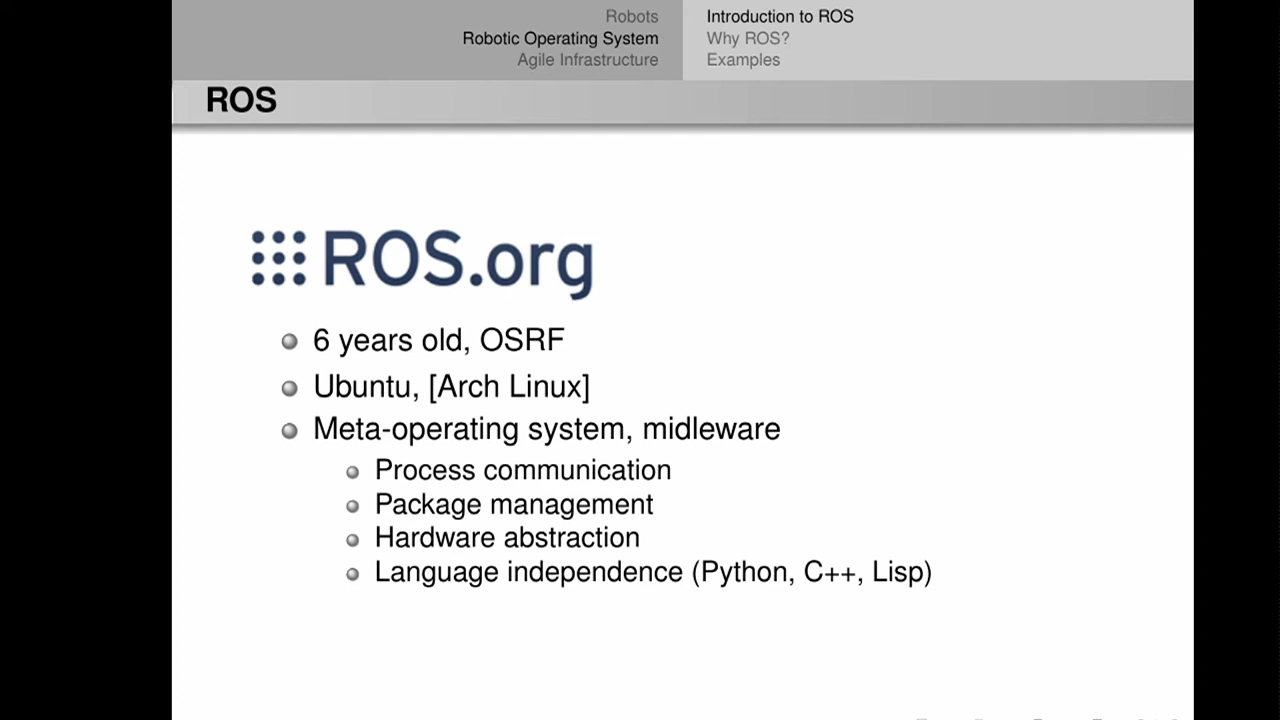 Robots
Robotic Operating System
Agile Infrastructure
Introduction to ROS
Why ROS?
Examples
ROS
ROS.org
6 years old, OSRF
Ubuntu, [Arch Linux]
Meta-operating system, midleware
Process communication
Package management
Hardware abstraction
Language independence (Python, C++, Lisp)